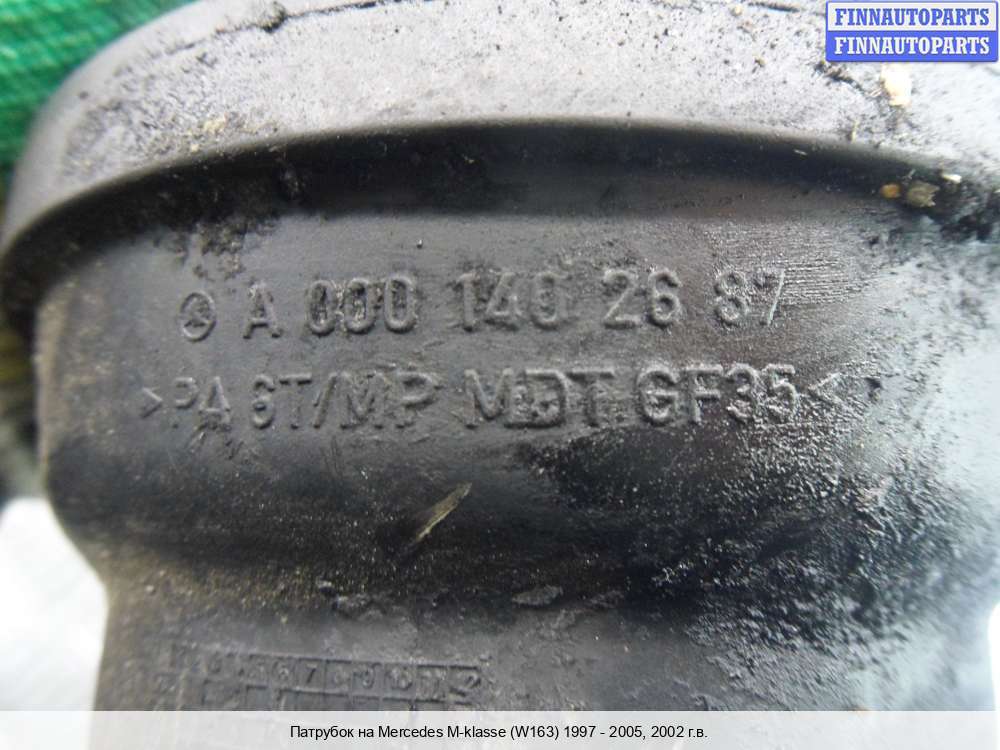 FINNAUTOPARTS
FINNAUTOPARTS
A 000 140 26 87
>PA 6T/MP MDT.GF35<
Патрубок на Mercedes M-klasse (W163) 1997 - 2005, 2002 г.в.